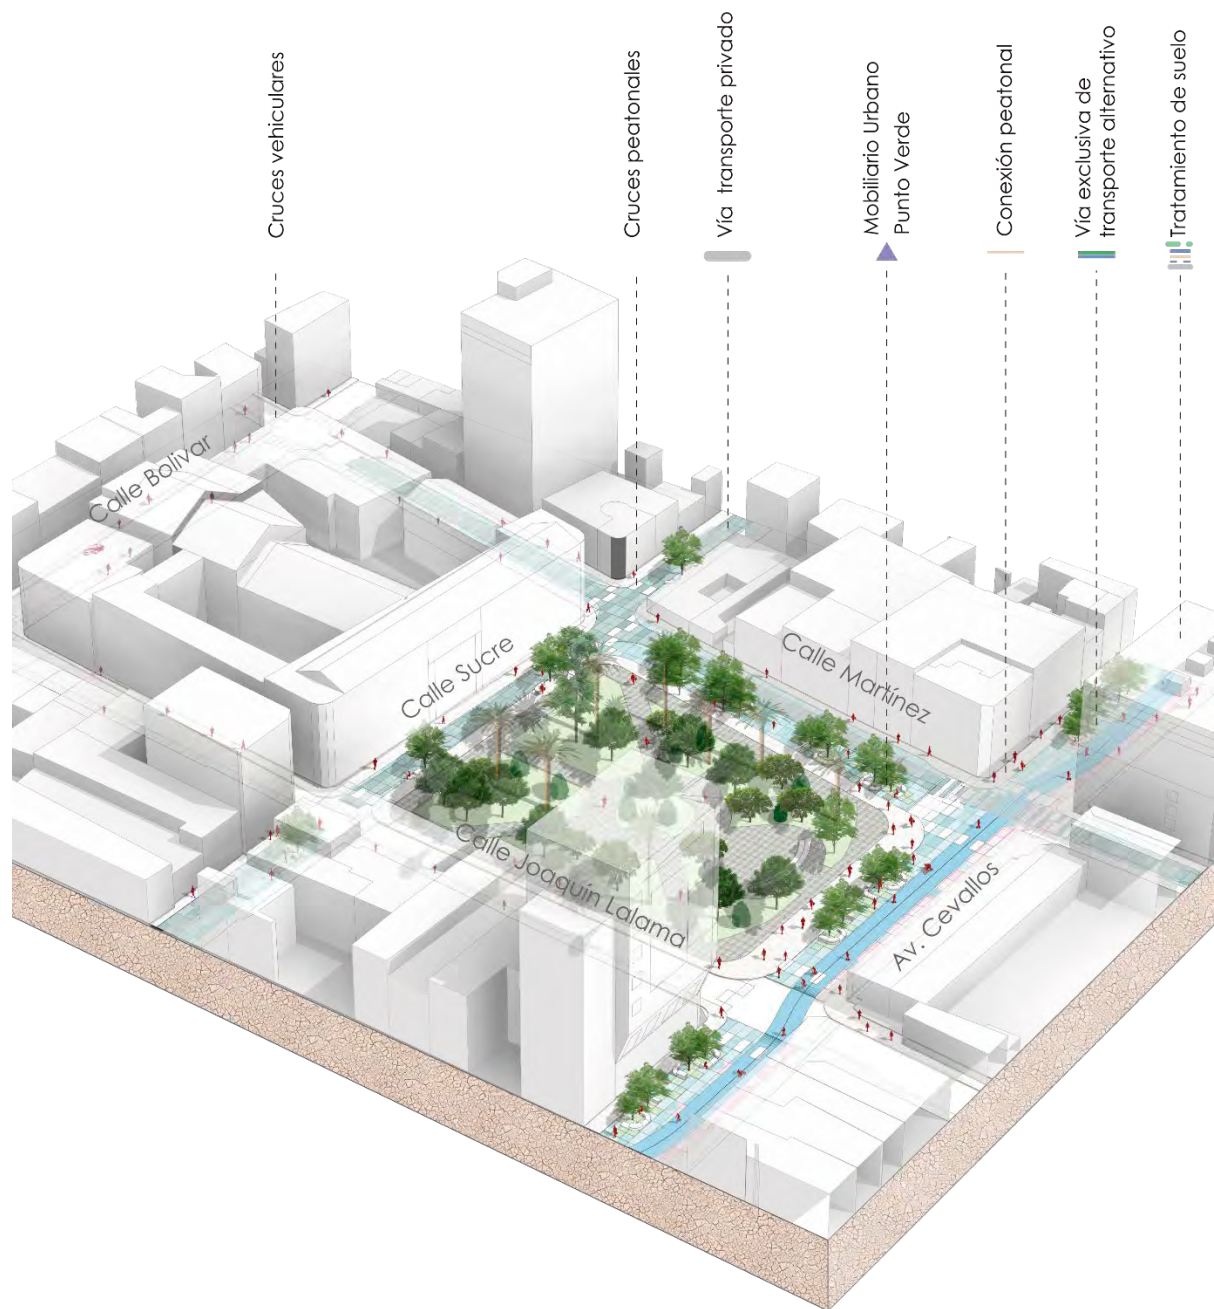 Cruces vehiculares
Cruces peatonales
Vía transporte privado
Mobiliario Urbano
Punto Verde
Conexión peatonal
Vía exclusiva de
transporte alternativo
Tratamiento de suelo
Calle Bolivar
Calle Sucre
Calle Martínez
Calle Joaquín Lalama
Av. Cevallos